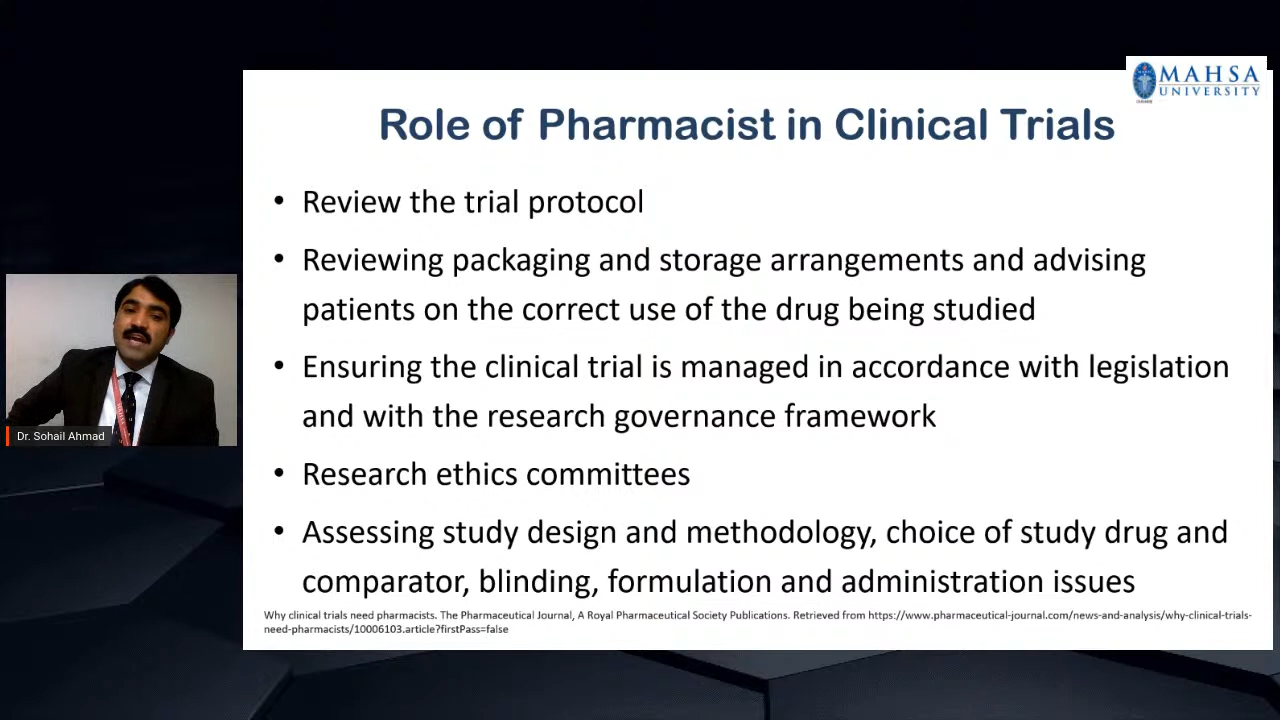 MAHSA
UNIVERSITY
Role of Pharmacist in Clinical Trials
• Review the trial protocol
• Reviewing packaging and storage arrangements and advising
patients on the correct use of the drug being studied
• Ensuring the clinical trial is managed in accordance with legislation
and with the research governance framework
• Research ethics committees
• Assessing study design and methodology, choice of study drug and
comparator, blinding, formulation and administration issues
Why clinical trials need pharmacists. The Pharmaceutical Journal, A Royal Pharmaceutical Society Publications. Retrieved from https://www.pharmaceutical-journal.com/news-and-analysis/why-clinical-trials-
need-pharmacists/10006103.article?firstPass=false
Dr. Sohail Ahmad